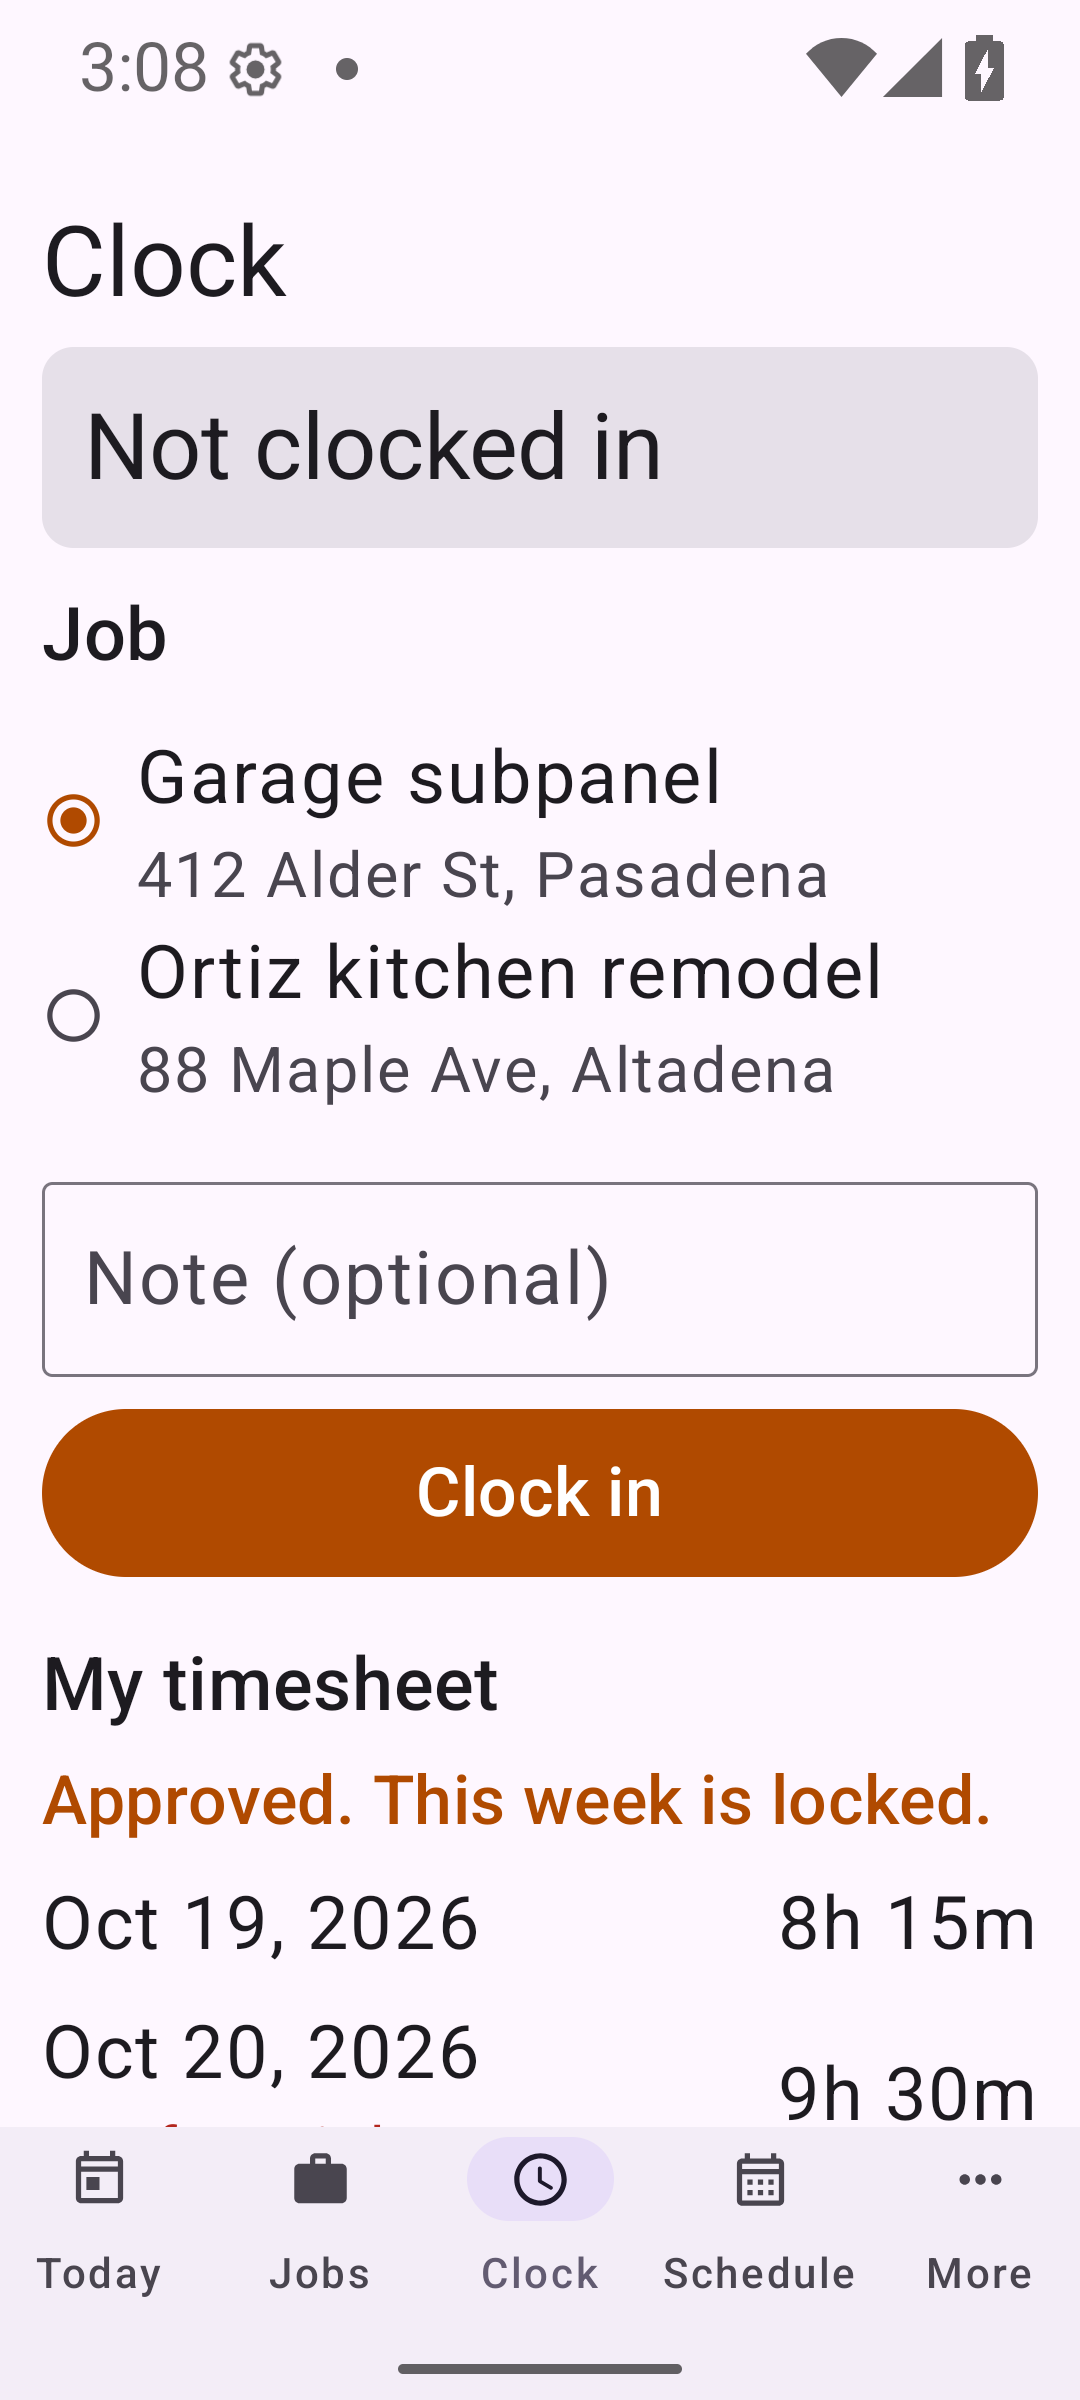 3:08
Clock
Not clocked in
Job
Garage subpanel
412 Alder St, Pasadena
Ortiz kitchen remodel
88 Maple Ave, Altadena
Note (optional)
Clock in
My timesheet
Approved. This week is locked.
Oct 19, 2026 8h 15m
Oct 20, 2026 9h 30m
Today Jobs Clock Schedule More